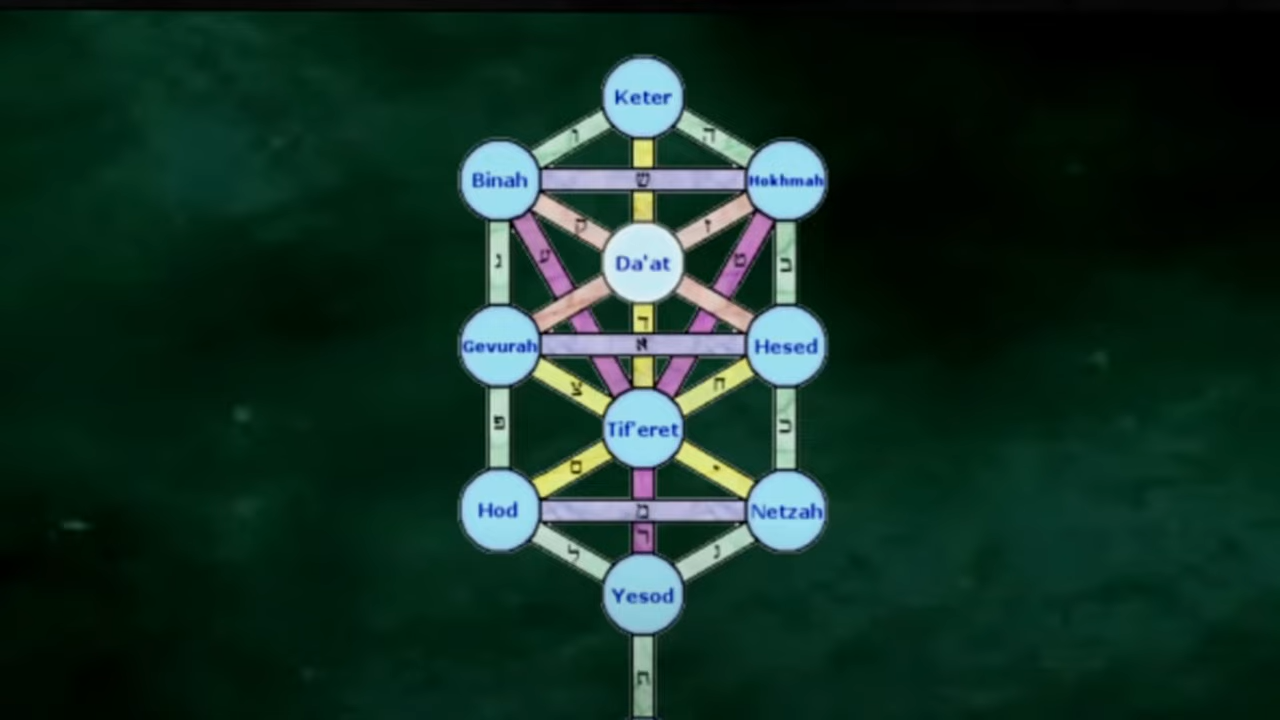 Keter
ו ה
Binah ש Hokhmah
ק ז
ג ע Da'at ט ב
ד
Gevurah א Hesed
צ ח
פ Tif'eret כ
ס י
Hod מ Netzah
ר
ל נ
Yesod
ת